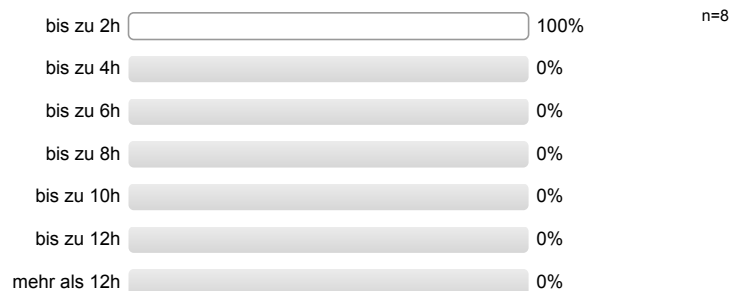 bis zu 2h 100% n=8
bis zu 4h 0%
bis zu 6h 0%
bis zu 8h 0%
bis zu 10h 0%
bis zu 12h 0%
mehr als 12h 0%